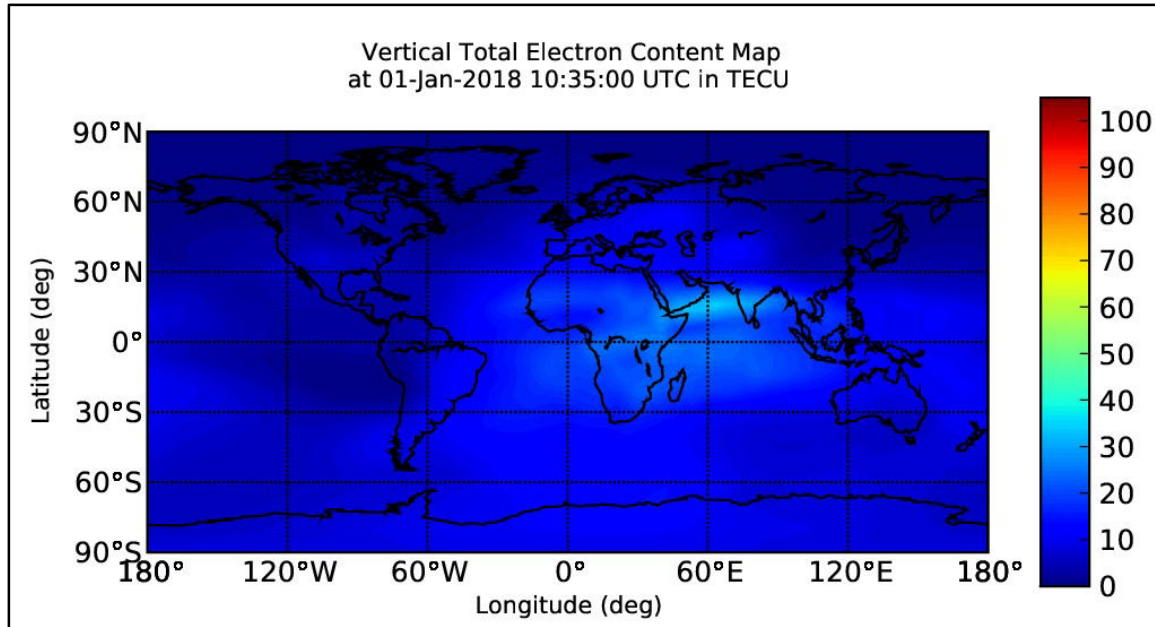 Vertical Total Electron Content Map
at 01-Jan-2018 10:35:00 UTC in TECU
90°N
60°N
30°N
0°
30°S
60°S
90°S
Latitude (deg)
180°
120°W
60°W
0°
60°E
120°E
180°
Longitude (deg)
100
90
80
70
60
50
40
30
20
10
0